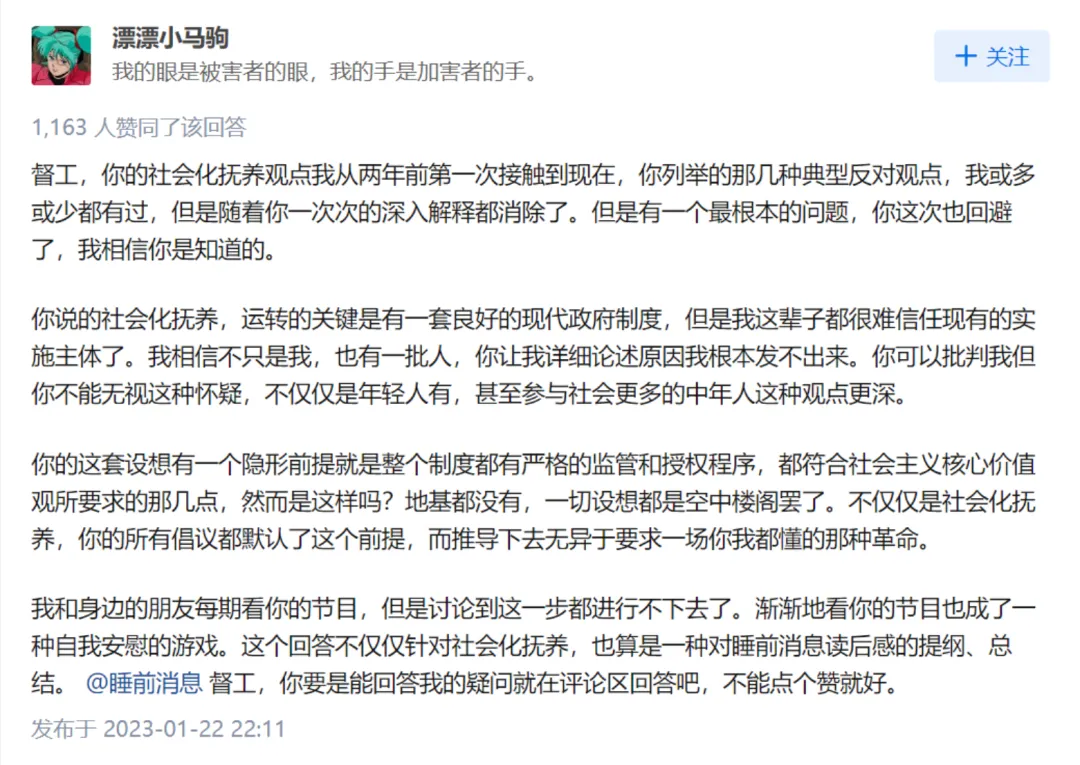 漂漂小马驹
我的眼是被害者的眼，我的手是加害者的手。
＋ 关注
1,163 人赞同了该回答
督工，你的社会化抚养观点我从两年前第一次接触到现在，你列举的那几种典型反对观点，我或多
或少都有过，但是随着你一次次的深入解释都消除了。但是有一个最根本的问题，你这次也回避
了，我相信你是知道的。
你说的社会化抚养，运转的关键是有一套良好的现代政府制度，但是我这辈子都很难信任现有的实
施主体了。我相信不只是我，也有一批人，你让我详细论述原因我根本发不出来。你可以批判我但
你不能无视这种怀疑，不仅仅是年轻人有，甚至参与社会更多的中年人这种观点更深。
你的这套设想有一个隐形前提就是整个制度都有严格的监管和授权程序，都符合社会主义核心价值
观所要求的那几点，然而是这样吗？地基都没有，一切设想都是空中楼阁罢了。不仅仅是社会化抚
养，你的所有倡议都默认了这个前提，而推导下去无异于要求一场你我都懂的那种革命。
我和身边的朋友每期看你的节目，但是讨论到这一步都进行不下去了。渐渐地看你的节目也成了一
种自我安慰的游戏。这个回答不仅仅针对社会化抚养，也算是一种对睡前消息读后感的提纲、总
结。 @睡前消息 督工，你要是能回答我的疑问就在评论区回答吧，不能点个赞就好。
发布于 2023-01-22 22:11